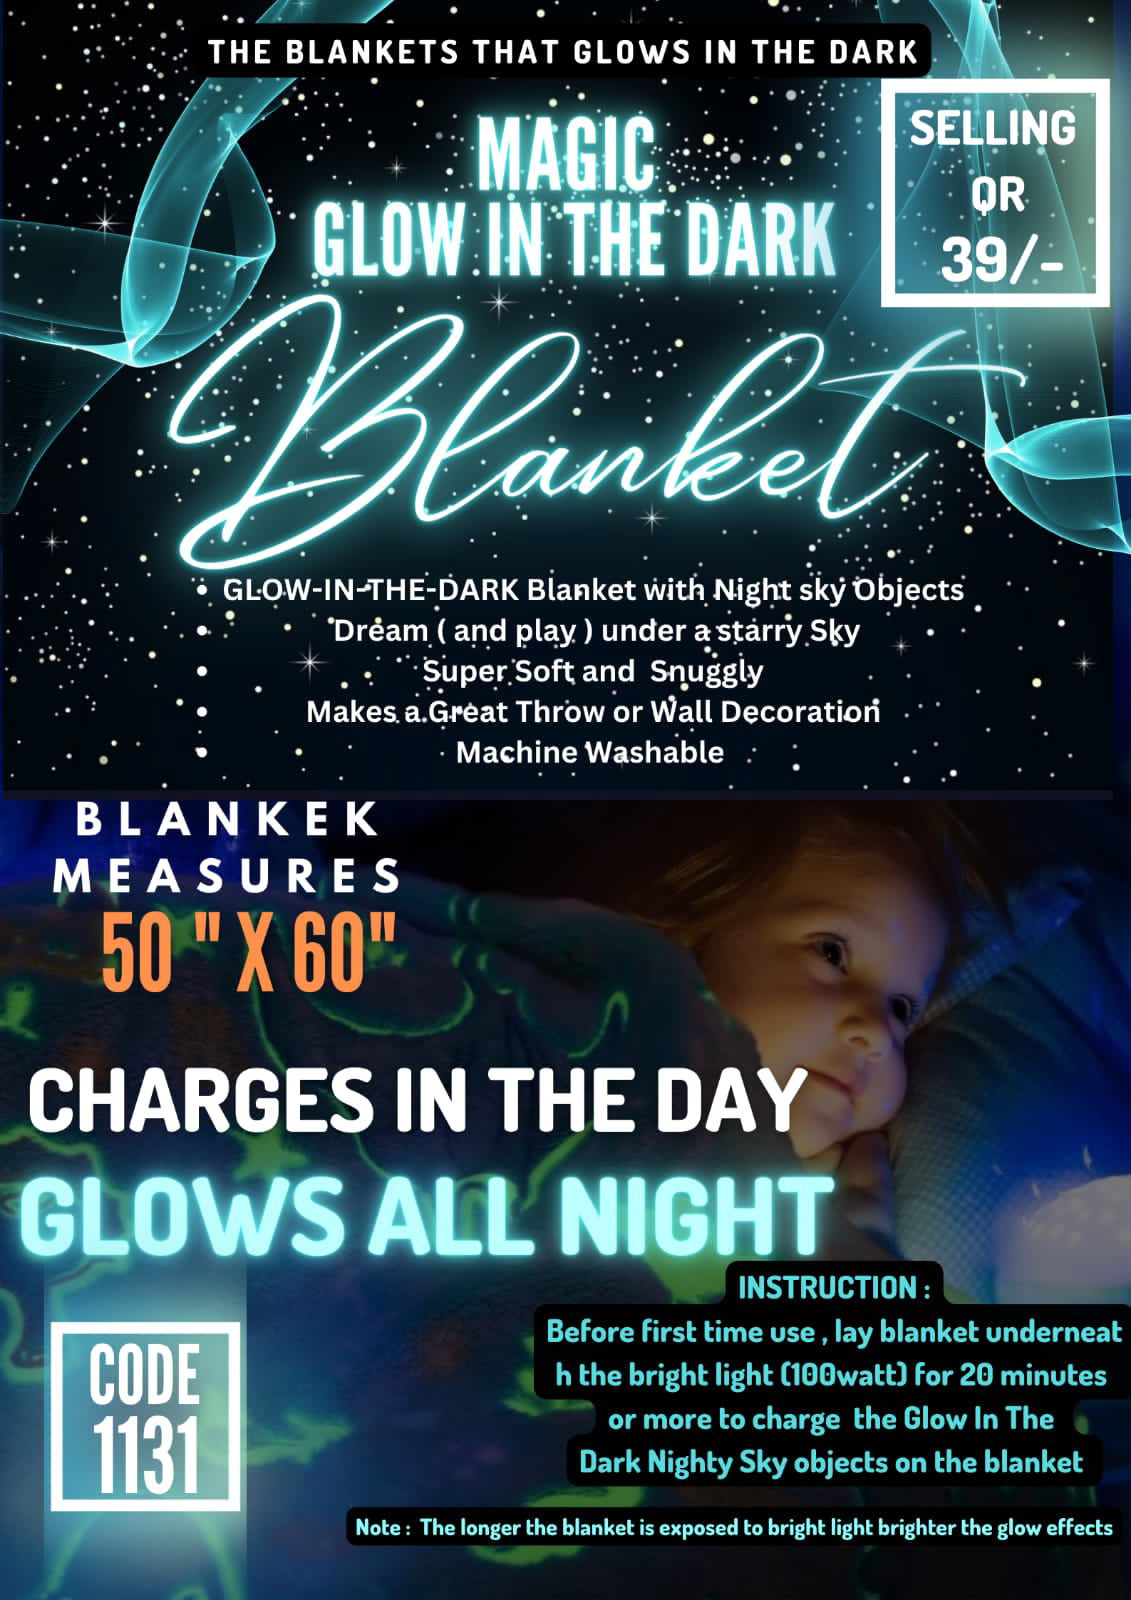 THE BLANKETS THAT GLOWS IN THE DARK
MAGIC
GLOW IN THE DARK
Blanket
SELLING
QR
39/-
• GLOW-IN-THE-DARK Blanket with Night sky Objects
• Dream ( and play ) under a starry Sky
• Super Soft and Snuggly
• Makes a Great Throw or Wall Decoration
• Machine Washable
BLANKEK
MEASURES
50 " X 60"
CHARGES IN THE DAY
GLOWS ALL NIGHT
CODE
1131
INSTRUCTION :
Before first time use , lay blanket underneat
h the bright light (100watt) for 20 minutes
or more to charge the Glow In The
Dark Nighty Sky objects on the blanket
Note : The longer the blanket is exposed to bright light brighter the glow effects